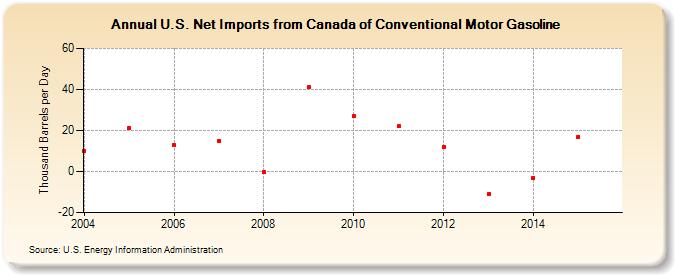 Annual U.S. Net Imports from Canada of Conventional Motor Gasoline
Thousand Barrels per Day
60
40
20
0
-20
2004 2006 2008 2010 2012 2014
Source: U.S. Energy Information Administration